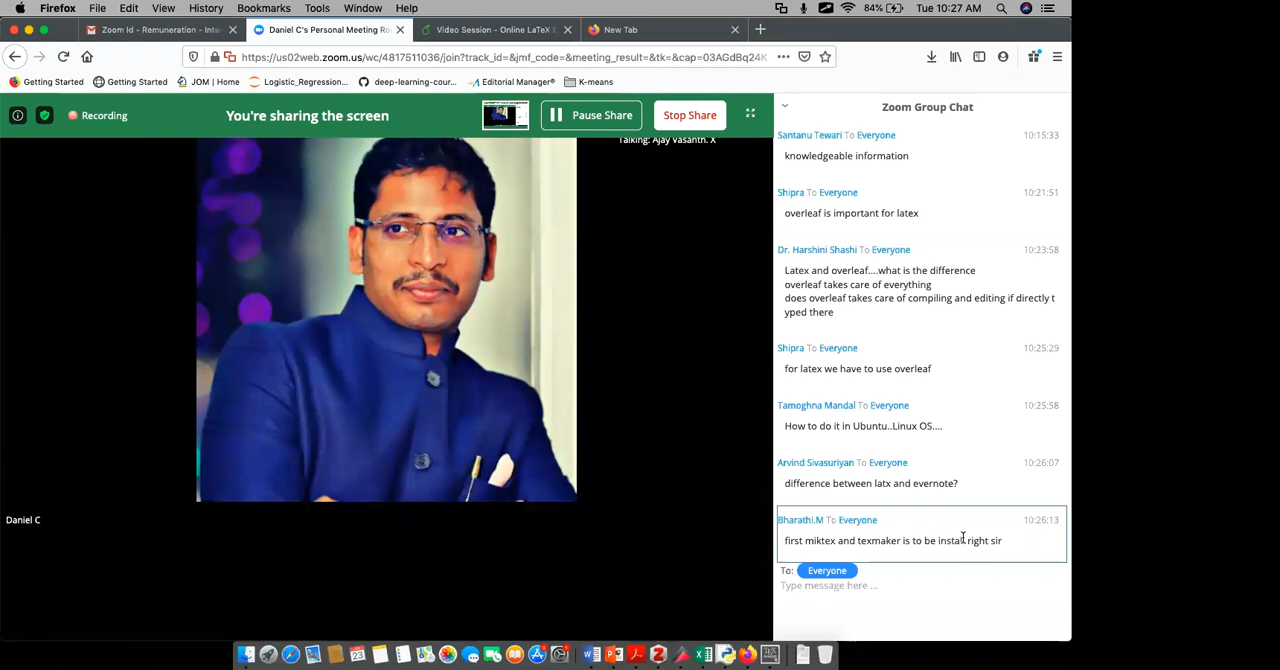 Firefox File Edit View History Bookmarks Tools Window Help 84% Tue 10:27 AM
Zoom Id - Remuneration - Inte
Daniel C's Personal Meeting Ro
Video Session - Online LaTeX E
New Tab
https://us02web.zoom.us/wc/4817511036/join?track_id=&jmf_code=&meeting_result=&tk=&cap=03AGdBq24K
Getting Started Getting Started JOM | Home Logistic_Regression... deep-learning-cour... Editorial Manager® K-means
Recording
You're sharing the screen
Pause Share
Stop Share
Talking: Ajay Vasanth. X
Daniel C
Zoom Group Chat
Santanu Tewari To Everyone 10:15:33
knowledgeable information
Shipra To Everyone 10:21:51
overleaf is important for latex
Dr. Harshini Shashi To Everyone 10:23:58
Latex and overleaf....what is the difference
overleaf takes care of everything
does overleaf takes care of compiling and editing if directly t
yped there
Shipra To Everyone 10:25:29
for latex we have to use overleaf
Tamoghna Mandal To Everyone 10:25:58
How to do it in Ubuntu..Linux OS....
Arvind Sivasuriyan To Everyone 10:26:07
difference between latx and evernote?
Bharathi.M To Everyone 10:26:13
first miktex and texmaker is to be instal right sir
To: Everyone
Type message here ...